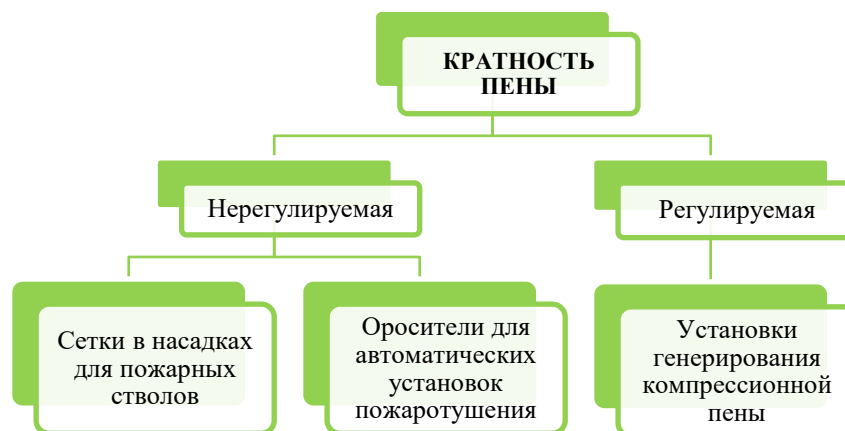 КРАТНОСТЬ
ПЕНЫ
Нерегулируемая
Регулируемая
Сетки в насадках
для пожарных
стволов
Оросители для
автоматических
установок
пожаротушения
Установки
генерирования
компрессионной
пены